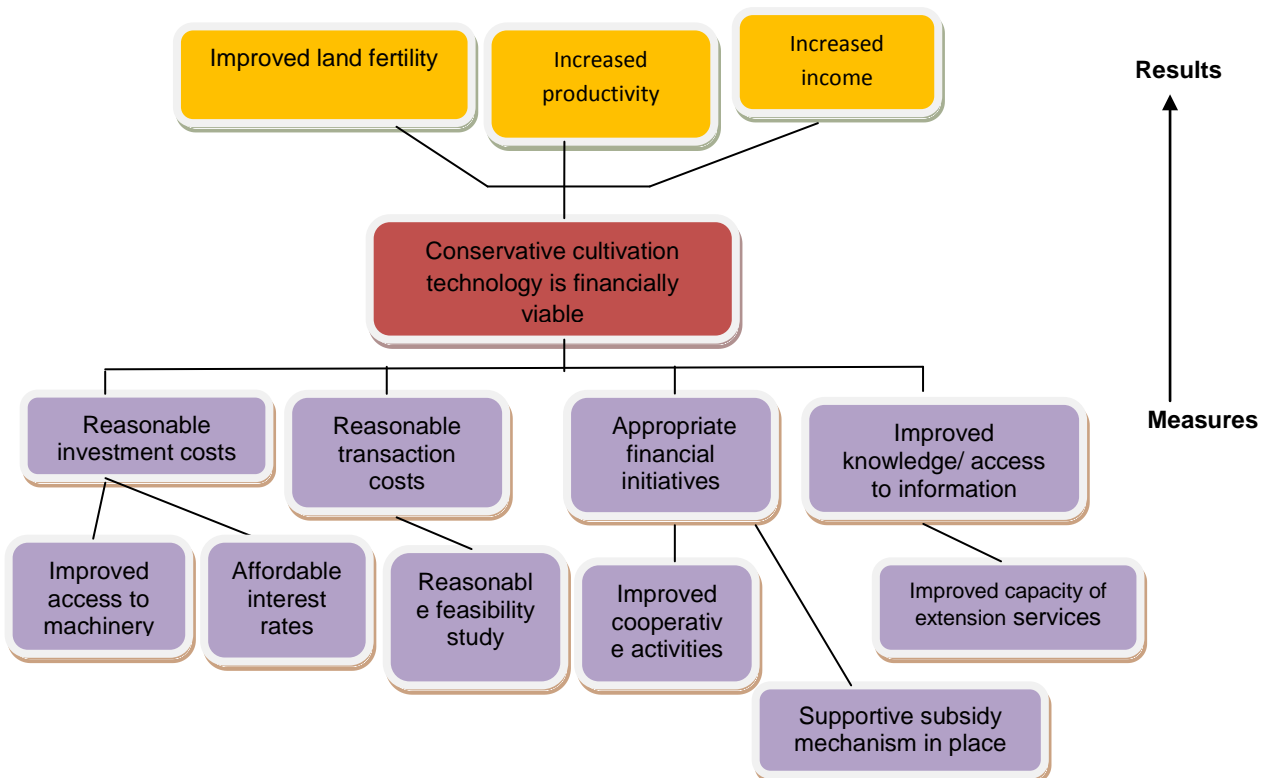 Improved land fertility
Increased
productivity
Increased
income
Results
Conservative cultivation
technology is financially
viable
Measures
Reasonable
investment costs
Reasonable
transaction
costs
Appropriate
financial
initiatives
Improved
knowledge/ access
to information
Improved
access to
machinery
Affordable
interest
rates
Reasonabl
e feasibility
study
Improved
cooperativ
e activities
Improved capacity of
extension services
Supportive subsidy
mechanism in place